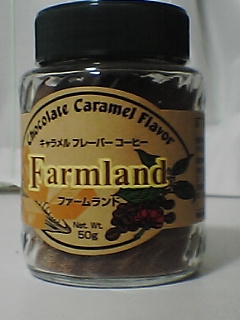 Chocolate Caramel Flavor
キャラメル フレーバー コーヒー
Farmland
ファームランド
Net. Wt.
50g